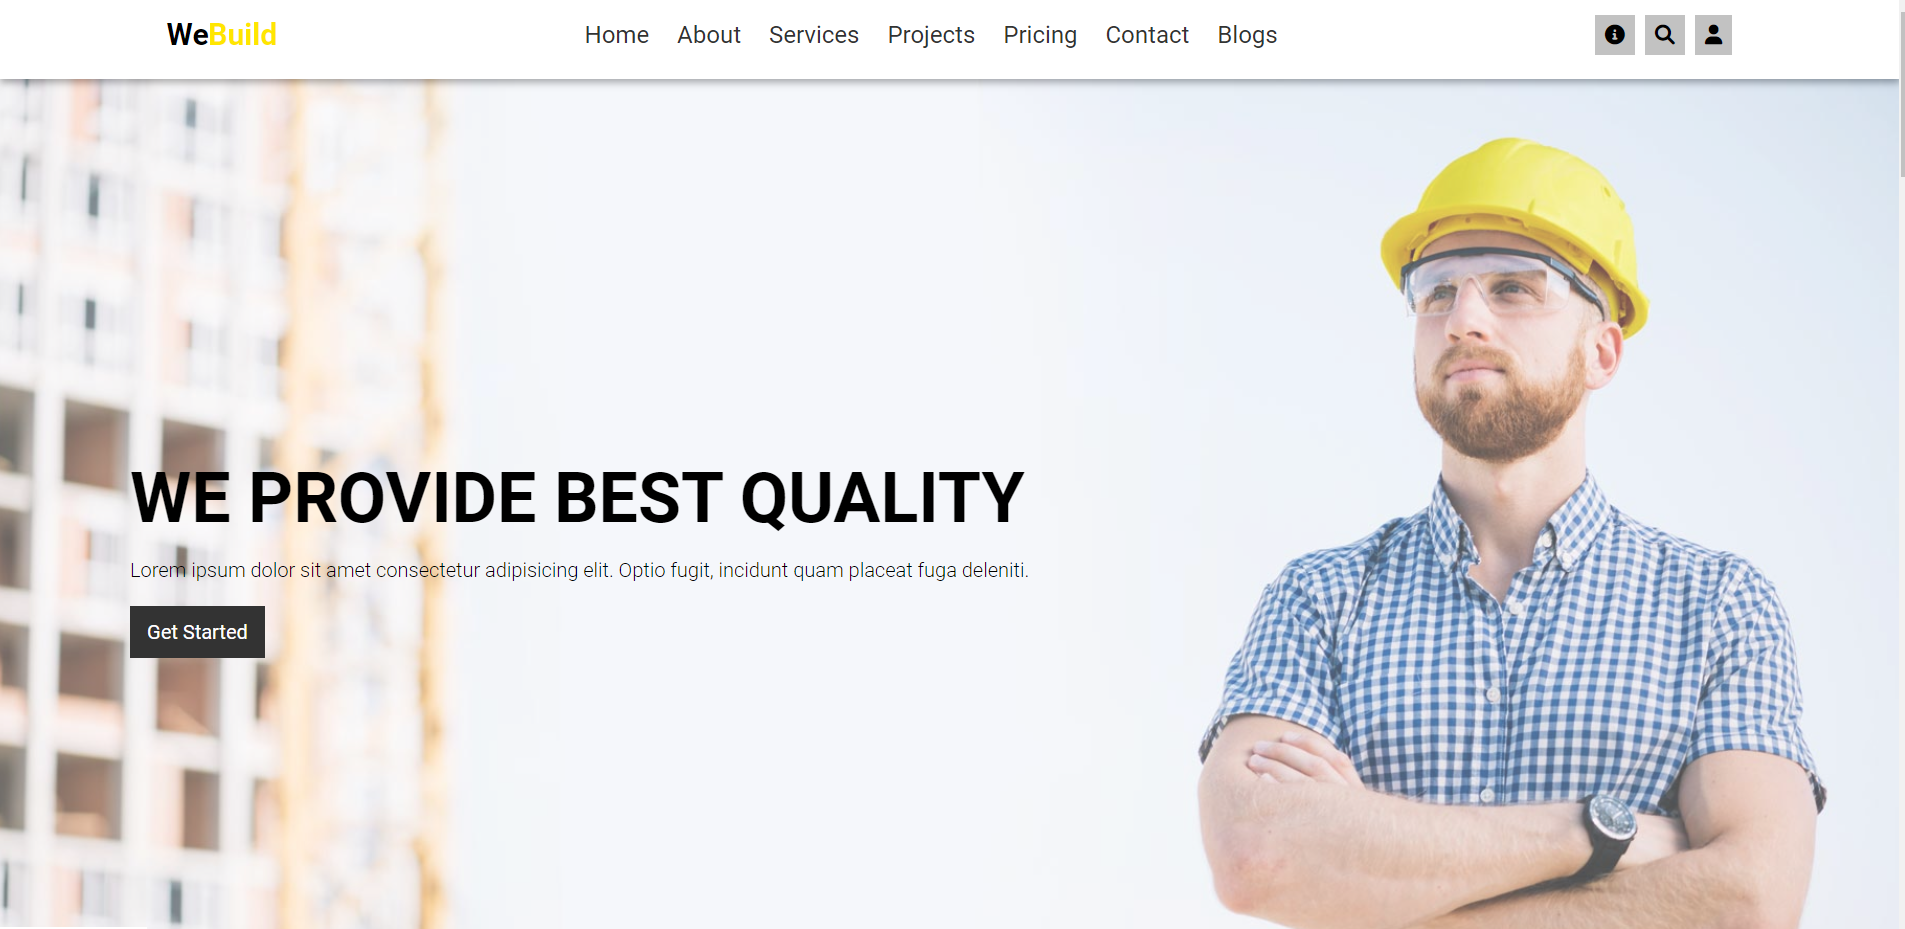 WeBuild
Home About Services Projects Pricing Contact Blogs
WE PROVIDE BEST QUALITY
Lorem ipsum dolor sit amet consectetur adipisicing elit. Optio fugit, incidunt quam placeat fuga deleniti.
Get Started